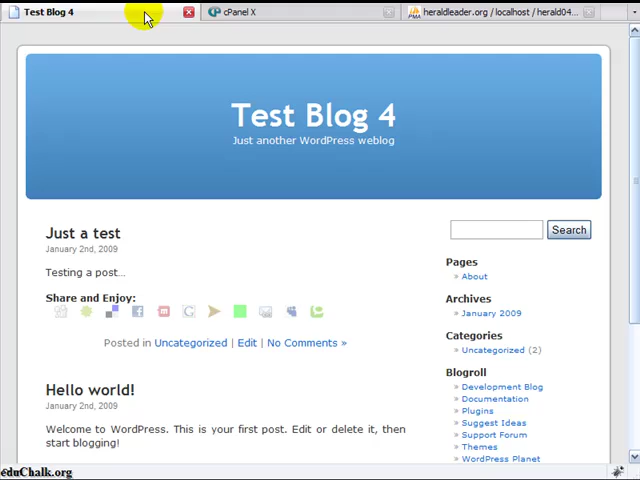 Test Blog 4
cPanel X
heraldleader.org / localhost / herald04...
Test Blog 4
Just another WordPress weblog
Just a test
January 2nd, 2009
Testing a post...
Share and Enjoy:
Posted in Uncategorized | Edit | No Comments »
Hello world!
January 2nd, 2009
Welcome to WordPress. This is your first post. Edit or delete it, then
start blogging!
Search
Pages
» About
Archives
» January 2009
Categories
» Uncategorized (2)
Blogroll
» Development Blog
» Documentation
» Plugins
» Suggest Ideas
» Support Forum
» Themes
» WordPress Planet
eduChalk.org